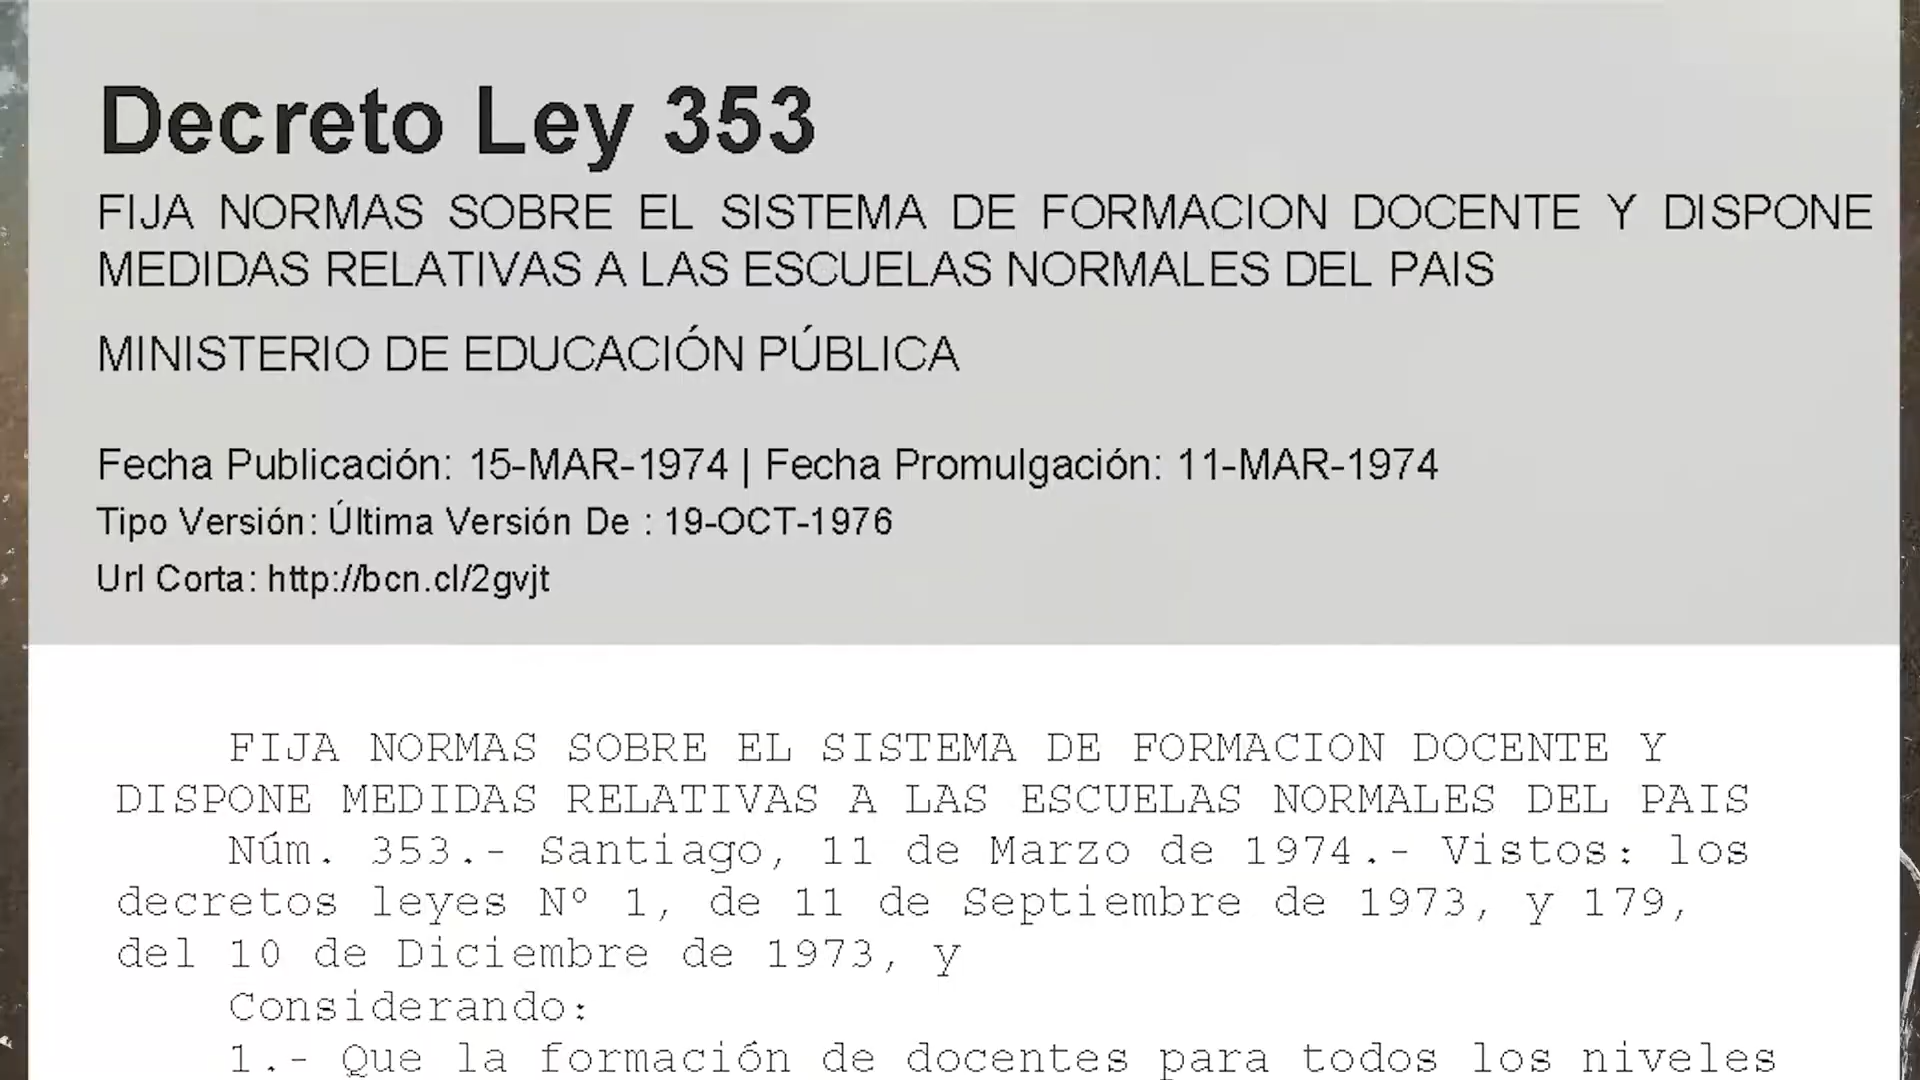 Decreto Ley 353
FIJA NORMAS SOBRE EL SISTEMA DE FORMACION DOCENTE Y DISPONE
MEDIDAS RELATIVAS A LAS ESCUELAS NORMALES DEL PAIS
MINISTERIO DE EDUCACIÓN PÚBLICA
Fecha Publicación: 15-MAR-1974 | Fecha Promulgación: 11-MAR-1974
Tipo Versión: Última Versión De : 19-OCT-1976
Url Corta: http://bcn.cl/2gvjt
FIJA NORMAS SOBRE EL SISTEMA DE FORMACION DOCENTE Y
DISPONE MEDIDAS RELATIVAS A LAS ESCUELAS NORMALES DEL PAIS
Núm. 353.- Santiago, 11 de Marzo de 1974.- Vistos: los
decretos leyes Nº 1, de 11 de Septiembre de 1973, y 179,
del 10 de Diciembre de 1973, y
Considerando:
1.- Que la formación de docentes para todos los niveles